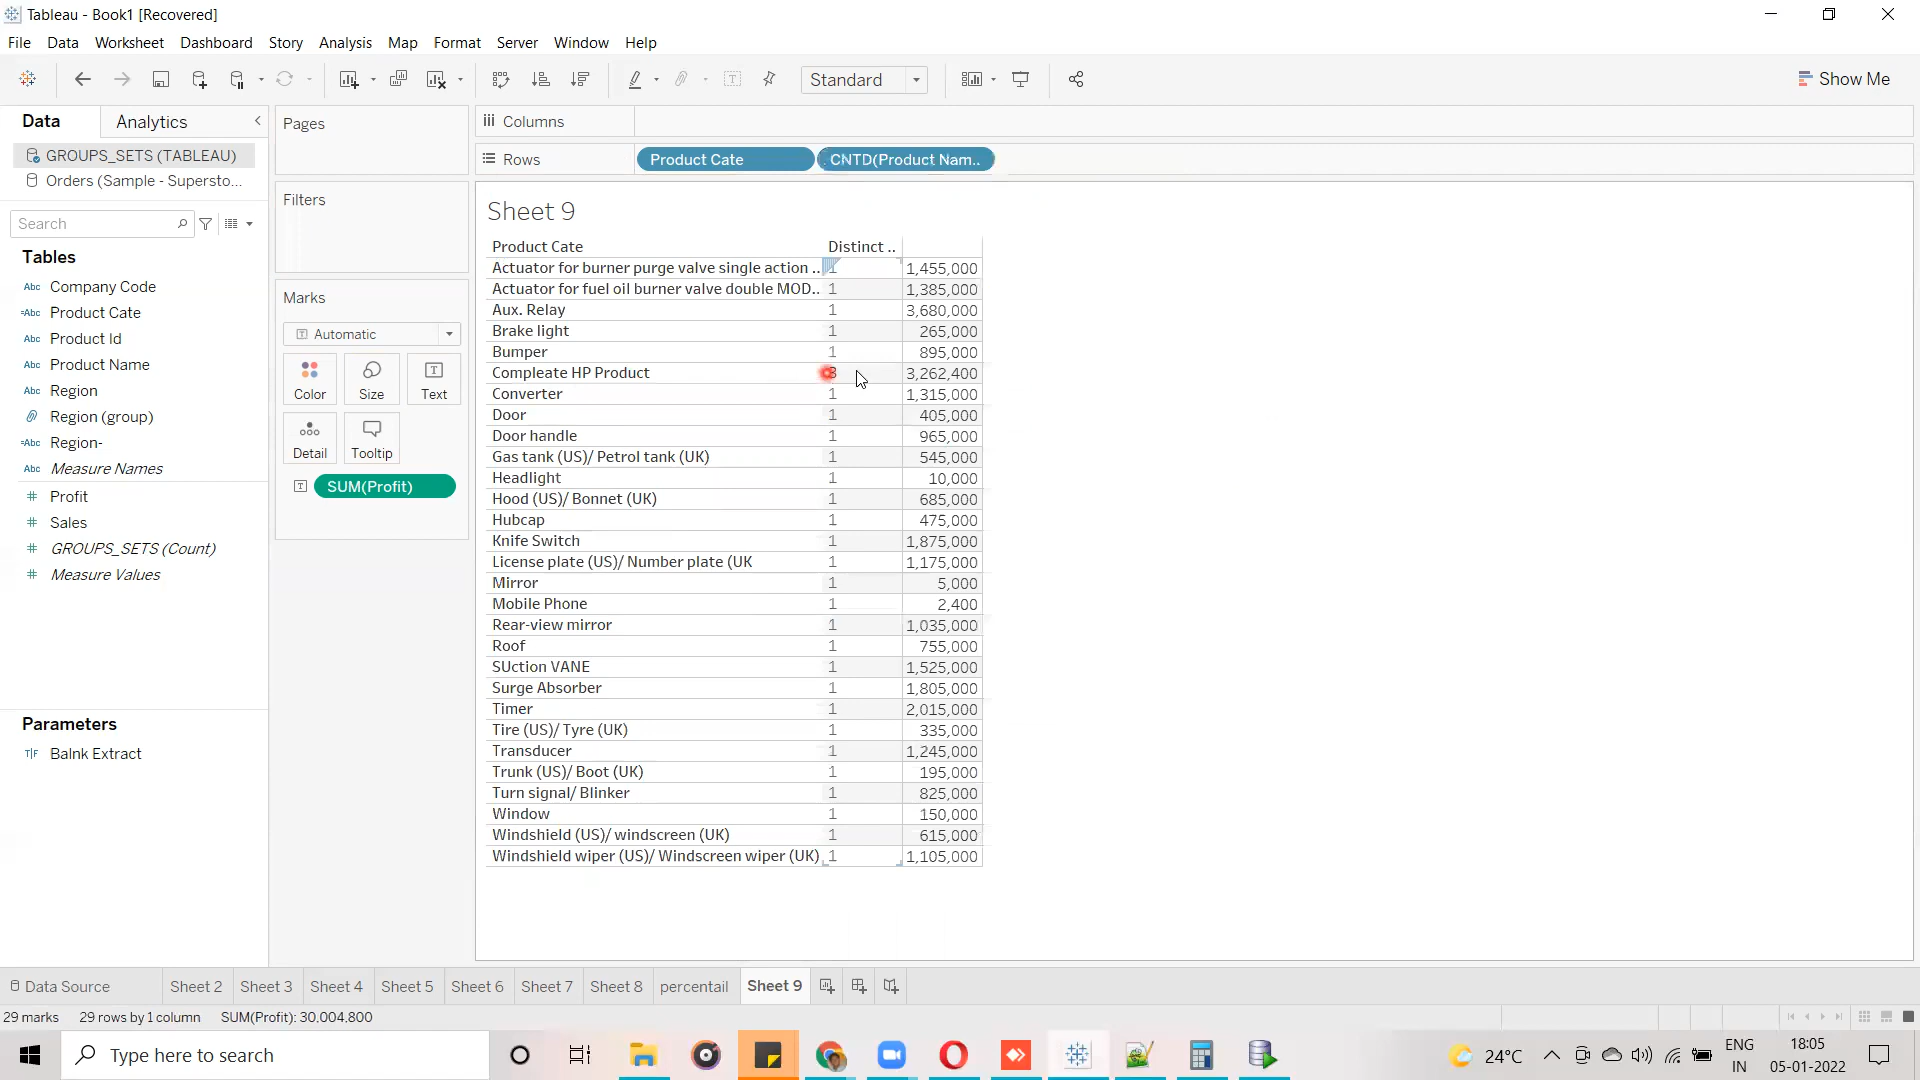 Tableau - Book1 [Recovered]
File Data Worksheet Dashboard Story Analysis Map Format Server Window Help
Standard
Show Me
Data Analytics
GROUPS_SETS (TABLEAU)
Orders (Sample - Supersto...
Search
Tables
Abc Company Code
=Abc Product Cate
Abc Product Id
Abc Product Name
Abc Region
Region (group)
=Abc Region-
Abc Measure Names
# Profit
# Sales
# GROUPS_SETS (Count)
# Measure Values
Parameters
T|F Balnk Extract
Pages
Filters
Marks
Automatic
Color Size Text
Detail Tooltip
SUM(Profit)
Columns
Rows Product Cate CNTD(Product Nam..
Sheet 9
Product Cate Distinct ..
Actuator for burner purge valve single action .. 1 1,455,000
Actuator for fuel oil burner valve double MOD.. 1 1,385,000
Aux. Relay 1 3,680,000
Brake light 1 265,000
Bumper 1 895,000
Compleate HP Product 3 3,262,400
Converter 1 1,315,000
Door 1 405,000
Door handle 1 965,000
Gas tank (US)/ Petrol tank (UK) 1 545,000
Headlight 1 10,000
Hood (US)/ Bonnet (UK) 1 685,000
Hubcap 1 475,000
Knife Switch 1 1,875,000
License plate (US)/ Number plate (UK 1 1,175,000
Mirror 1 5,000
Mobile Phone 1 2,400
Rear-view mirror 1 1,035,000
Roof 1 755,000
SUction VANE 1 1,525,000
Surge Absorber 1 1,805,000
Timer 1 2,015,000
Tire (US)/ Tyre (UK) 1 335,000
Transducer 1 1,245,000
Trunk (US)/ Boot (UK) 1 195,000
Turn signal/ Blinker 1 825,000
Window 1 150,000
Windshield (US)/ windscreen (UK) 1 615,000
Windshield wiper (US)/ Windscreen wiper (UK) 1 1,105,000
Data Source Sheet 2 Sheet 3 Sheet 4 Sheet 5 Sheet 6 Sheet 7 Sheet 8 percentail Sheet 9
29 marks 29 rows by 1 column SUM(Profit): 30,004,800
Type here to search
24°C
ENG
IN
18:05
05-01-2022